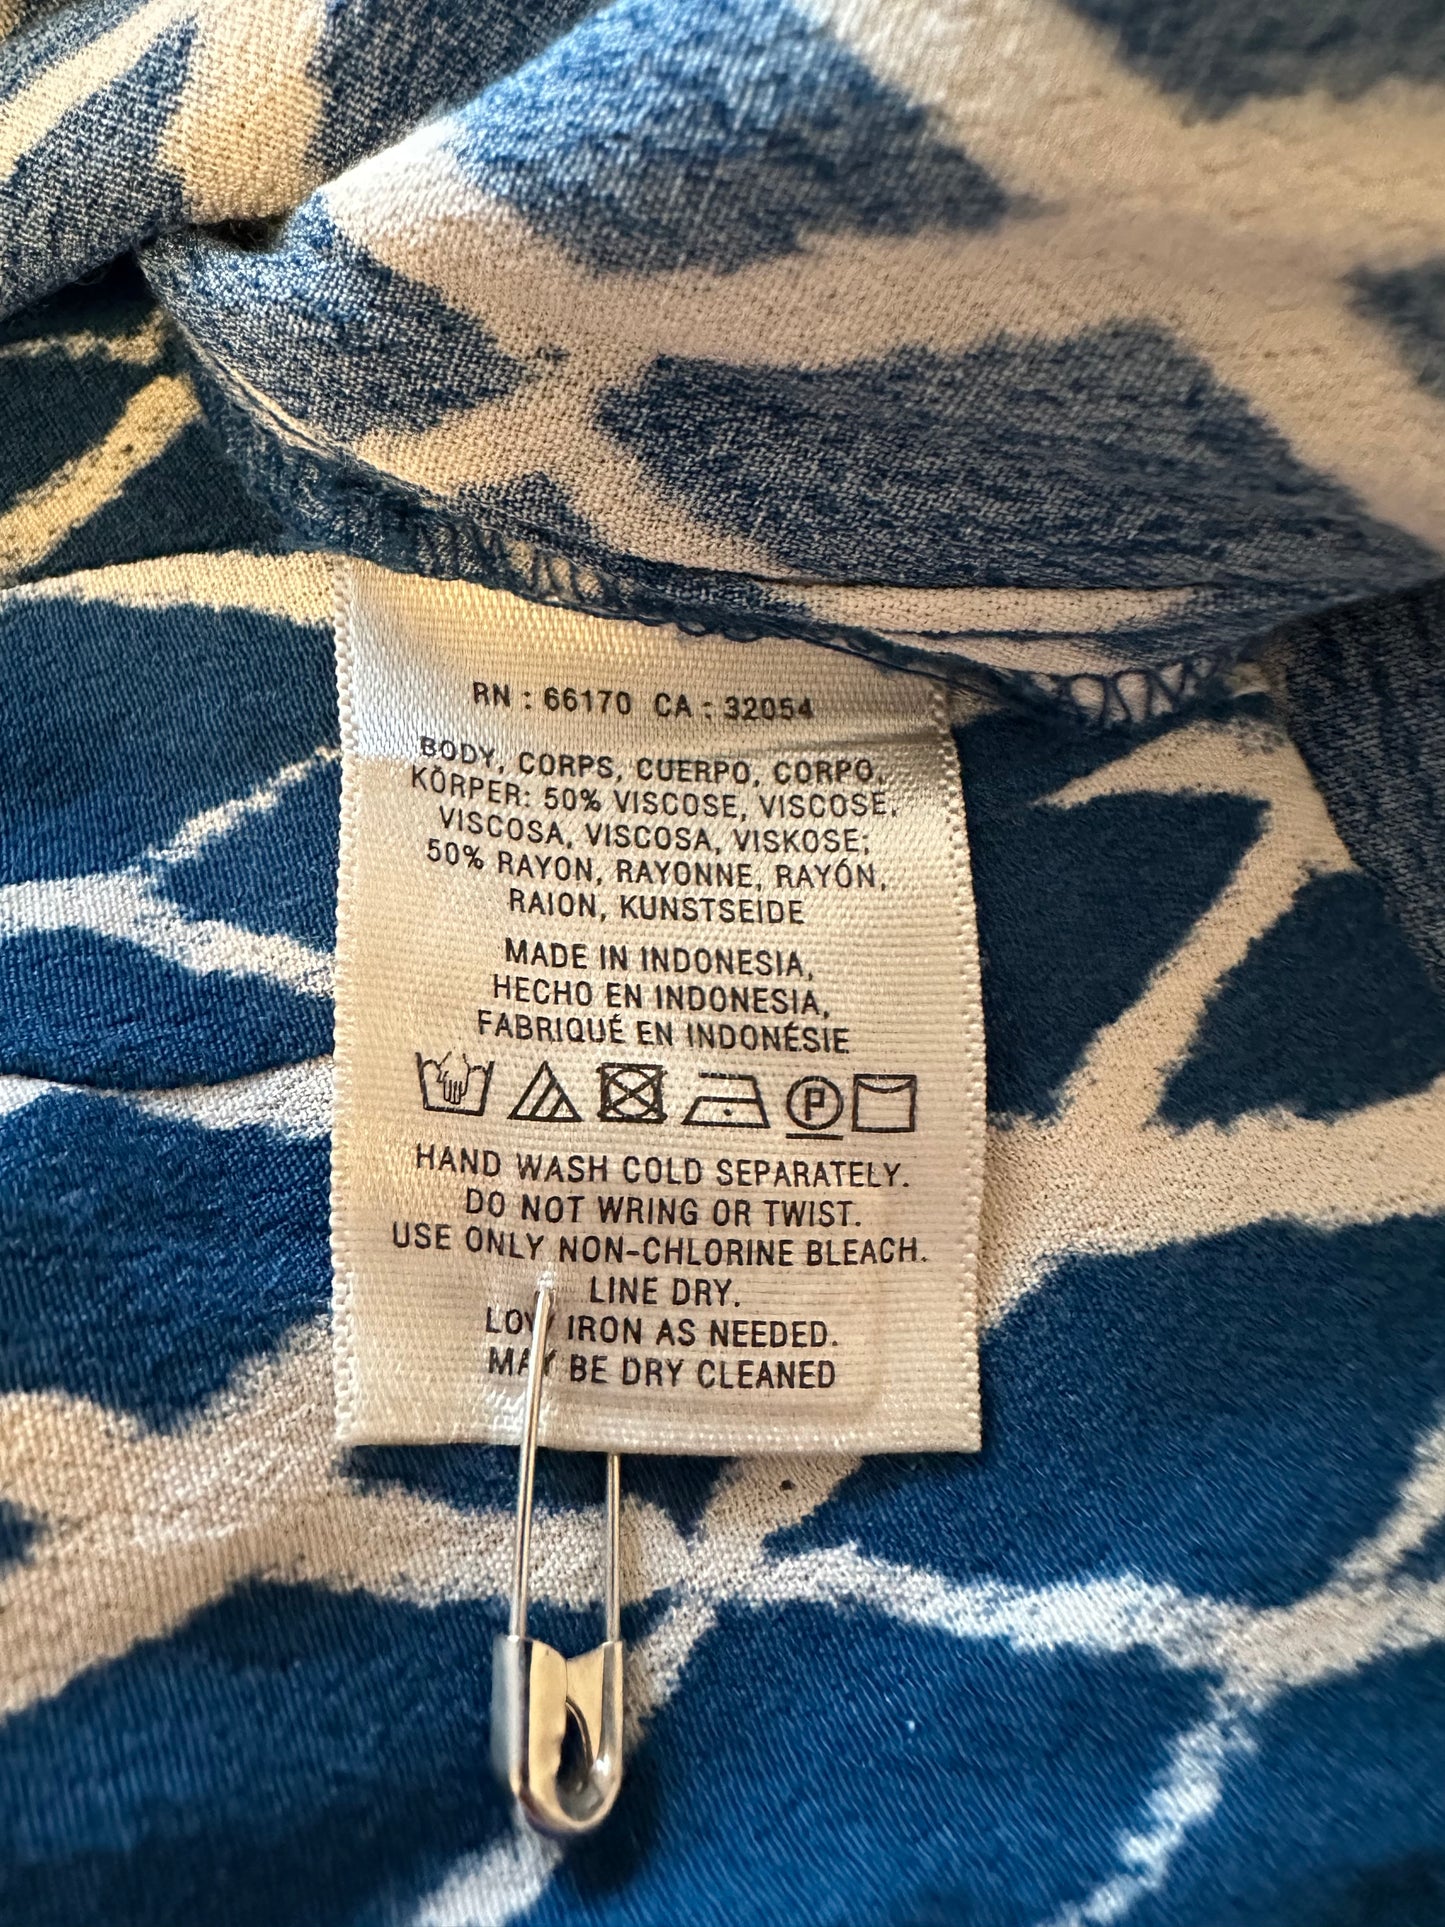 RN : 66170 CA : 32054
BODY, CORPS, CUERPO, CORPO,
KÖRPER: 50% VISCOSE, VISCOSE,
VISCOSA, VISCOSA, VISKOSE;
50% RAYON, RAYONNE, RAYÓN,
RAION, KUNSTSEIDE
MADE IN INDONESIA,
HECHO EN INDONESIA,
FABRIQUÉ EN INDONÉSIE
P
HAND WASH COLD SEPARATELY.
DO NOT WRING OR TWIST.
USE ONLY NON-CHLORINE BLEACH.
LINE DRY.
LOW IRON AS NEEDED.
MAY BE DRY CLEANED